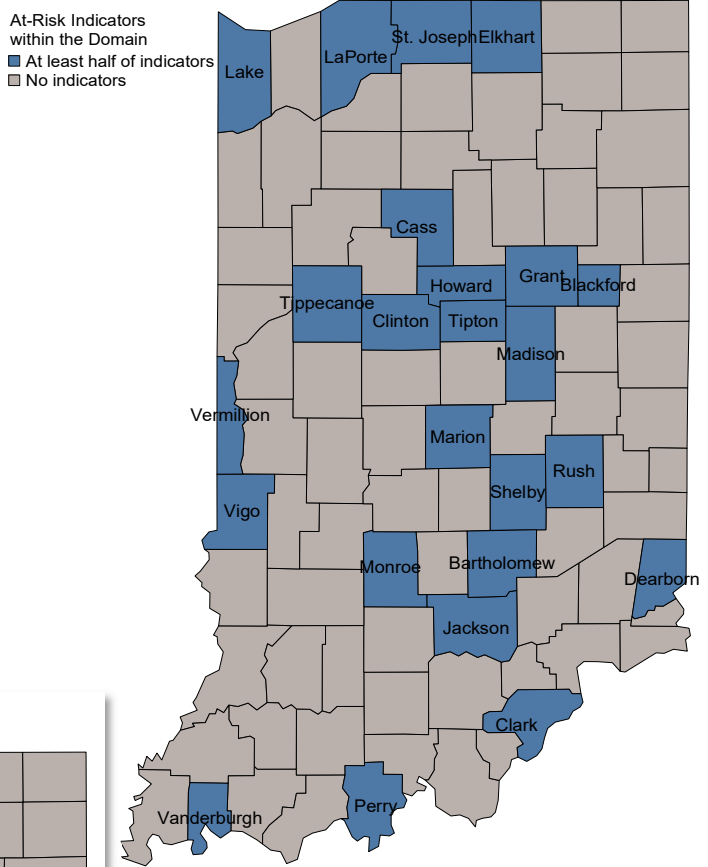 At-Risk Indicators
within the Domain
At least half of indicators
No indicators
St. Joseph
Elkhart
LaPorte
Lake
Cass
Grant
Blackford
Howard
Tippecanoe
Clinton
Tipton
Madison
Vermillion
Marion
Rush
Shelby
Vigo
Bartholomew
Monroe
Dearborn
Jackson
Clark
Perry
Vanderburgh